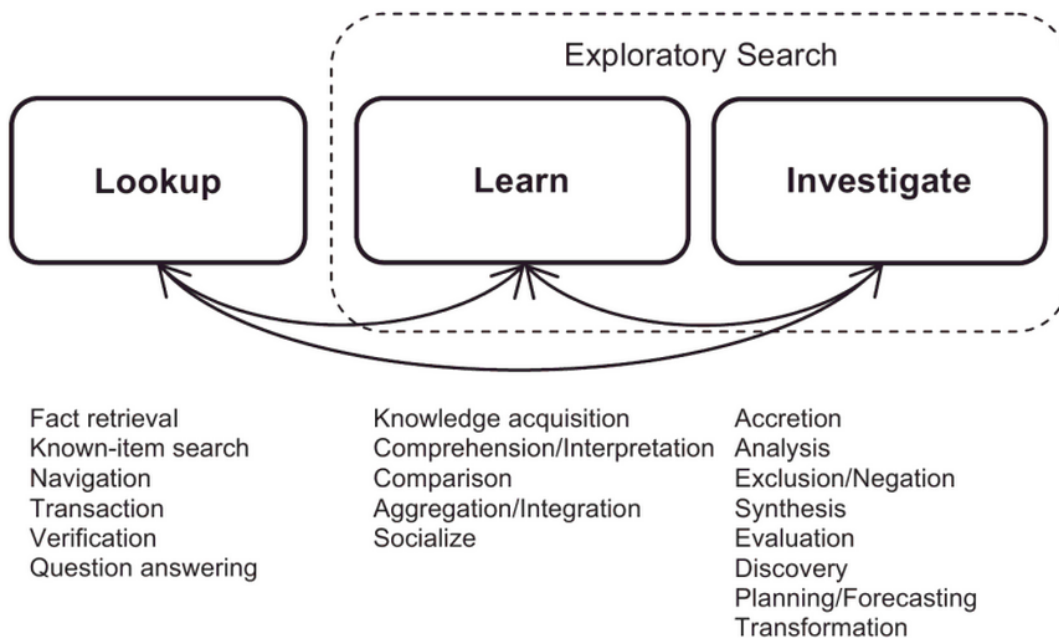 Exploratory Search
Lookup
Learn
Investigate
Fact retrieval
Known-item search
Navigation
Transaction
Verification
Question answering
Knowledge acquisition
Comprehension/Interpretation
Comparison
Aggregation/Integration
Socialize
Accretion
Analysis
Exclusion/Negation
Synthesis
Evaluation
Discovery
Planning/Forecasting
Transformation